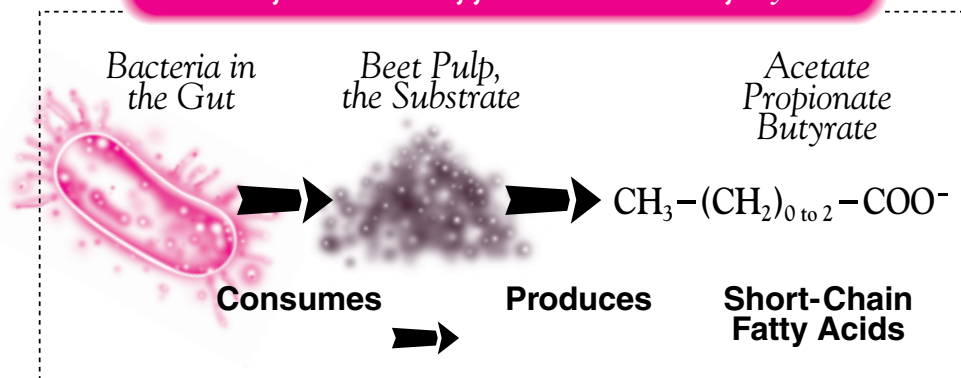 Bacteria in
the Gut
Beet Pulp,
the Substrate
Acetate
Propionate
Butyrate
CH₃–(CH₂)₀ to ₂–COO⁻
Consumes
Produces
Short-Chain
Fatty Acids